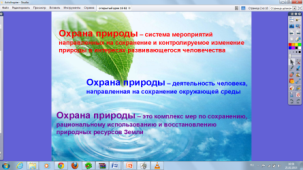 Охрана природы – система мероприятий
направленных на сохранение и контролируемое изменение
природы в интересах развивающегося человечества
Охрана природы – деятельность человека,
направленная на сохранение окружающей среды
Охрана природы – это комплекс мер по сохранению,
рациональному использованию и восстановлению
природных ресурсов Земли